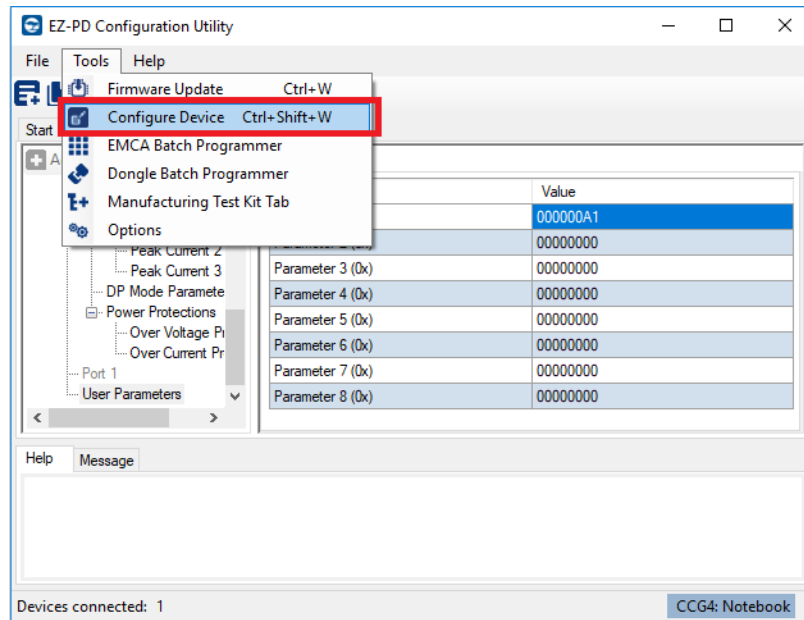 EZ-PD Configuration Utility
File Tools Help
Firmware Update Ctrl+W
Configure Device Ctrl+Shift+W
EMCA Batch Programmer
Dongle Batch Programmer
Manufacturing Test Kit Tab
Options
Start
A
Value
000000A1
00000000
Peak Current 2
Peak Current 3
DP Mode Paramete
Power Protections
Over Voltage Pr
Over Current Pr
Port 1
User Parameters
Parameter 3 (0x) 00000000
Parameter 4 (0x) 00000000
Parameter 5 (0x) 00000000
Parameter 6 (0x) 00000000
Parameter 7 (0x) 00000000
Parameter 8 (0x) 00000000
Help Message
Devices connected: 1 CCG4: Notebook